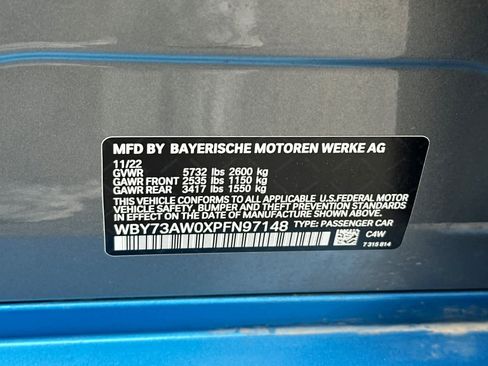 MFD BY BAYERISCHE MOTOREN WERKE AG
11/22
GVWR 5732 lbs 2600 kg
GAWR FRONT 2535 lbs 1150 kg
GAWR REAR 3417 lbs 1550 kg
THIS VEHICLE CONFORMS TO ALL APPLICABLE U.S. FEDERAL MOTOR
VEHICLE SAFETY, BUMPER, AND THEFT PREVENTION STANDARDS
IN EFFECT ON THE DATE OF MANUFACTURE SHOWN ABOVE.
WBY73AW0XPFN97148 TYPE: PASSENGER CAR
C4W
7 315 814